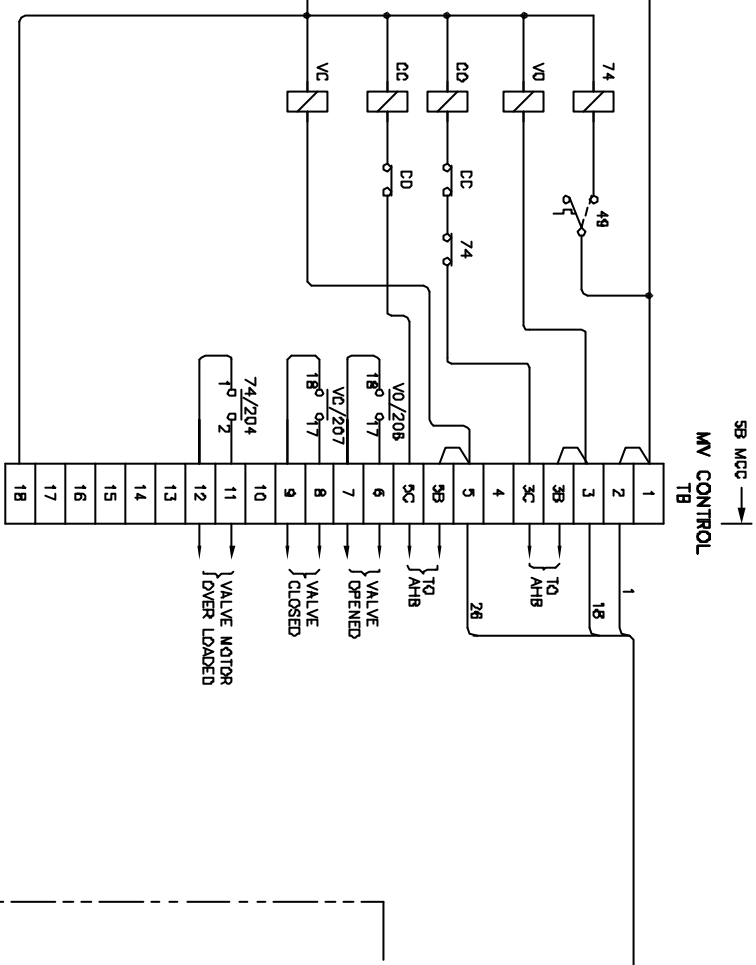 5B MCC
MV CONTROL
TB
74
VO
CO
CC
VC
49
CC
74
CO
VO/206
18
17
VC/207
18
17
74/204
1
2
1
2
3
3B
3C
4
5
5B
5C
6
7
8
9
10
11
12
13
14
15
16
17
18
1
18
26
TO
AHB
TO
AHB
VALVE
OPENED
VALVE
CLOSED
VALVE MOTOR
OVER LOADED